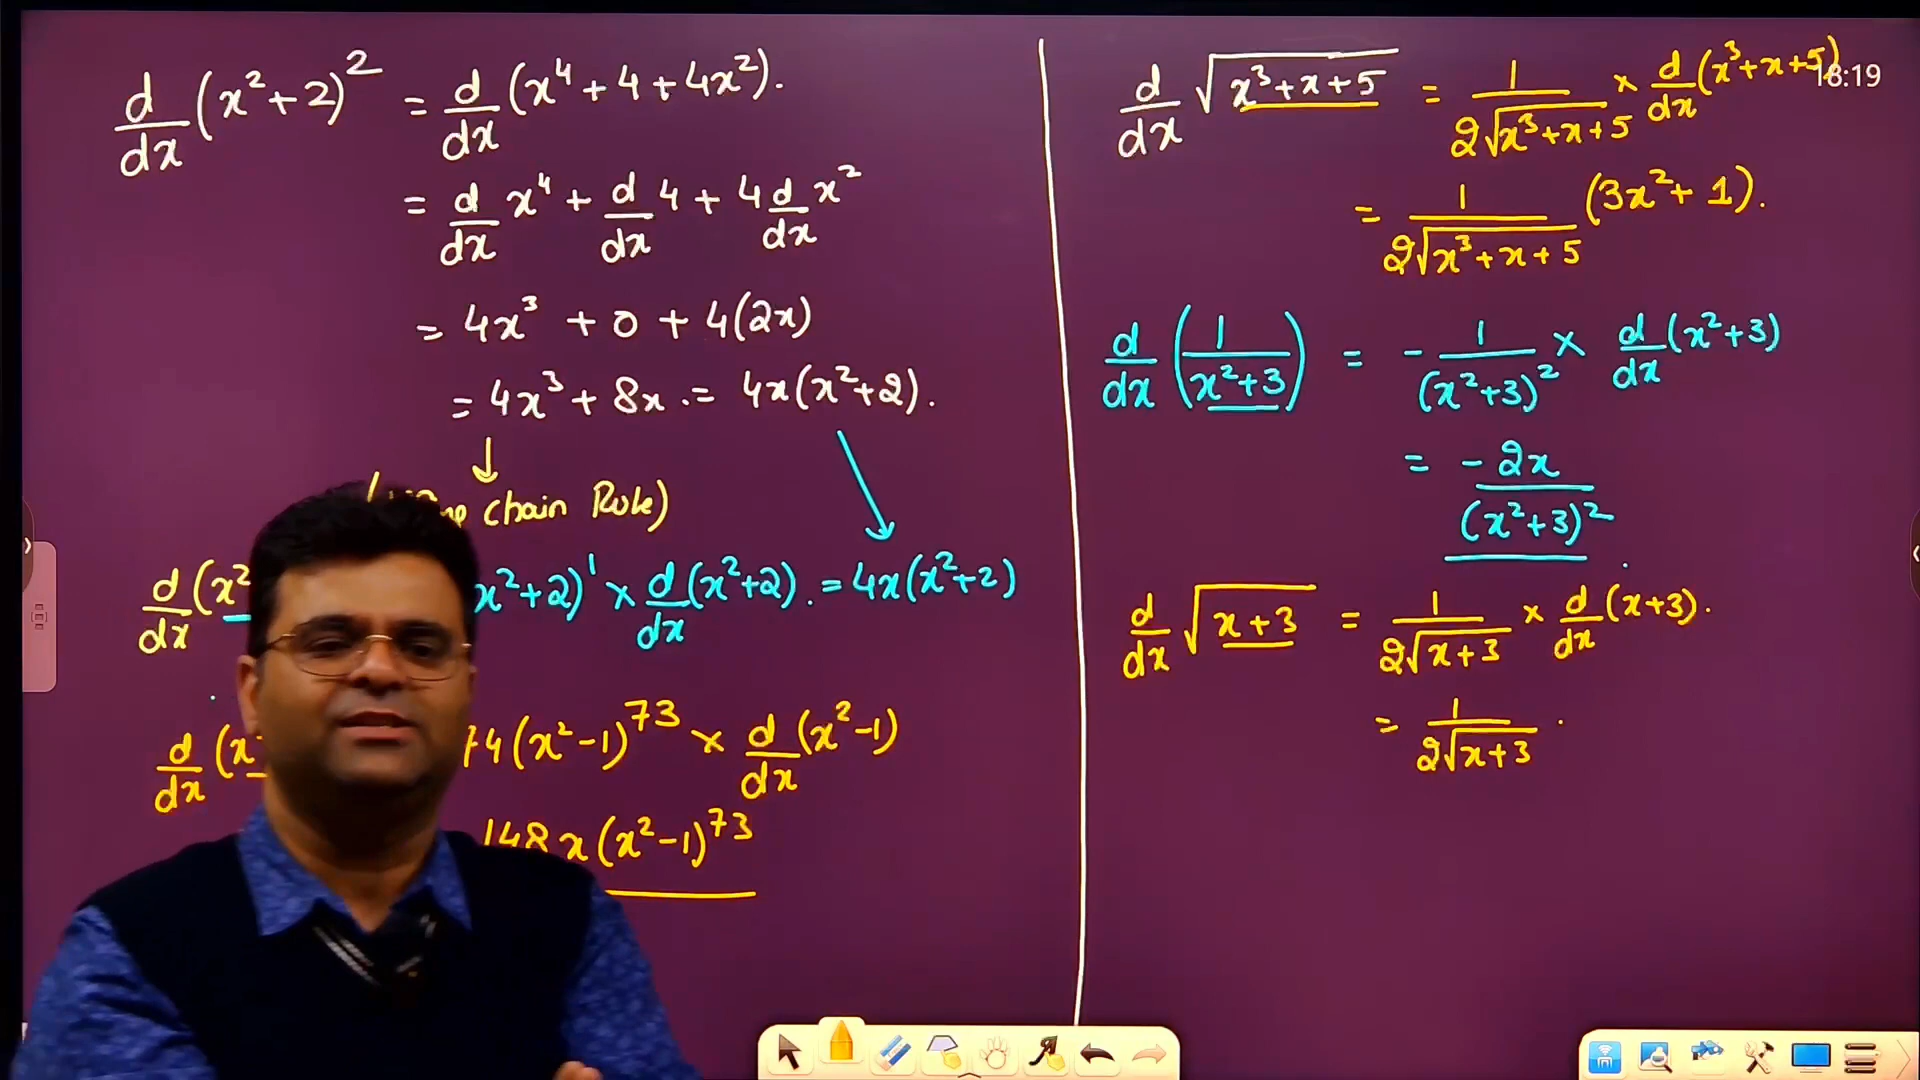 d/dx (x²+2)² = d/dx (x⁴+4+4x²).
= d/dx x⁴ + d/dx 4 + 4 d/dx x²
= 4x³ + 0 + 4(2x)
= 4x³ + 8x . = 4x(x²+2).
chain Rule)
d/dx (x² x²+2)¹ × d/dx (x²+2). = 4x(x²+2)
d/dx (x 74(x²-1)⁷³ × d/dx (x²-1)
148x(x²-1)⁷³
d/dx √(x³+x+5) = 1/(2√(x³+x+5)) × d/dx (x³+x+5)
18:19
= 1/(2√(x³+x+5)) (3x²+1).
d/dx (1/(x²+3)) = -1/(x²+3)² × d/dx (x²+3)
= -2x/(x²+3)²
d/dx √(x+3) = 1/(2√(x+3)) × d/dx (x+3).
= 1/(2√(x+3)) .